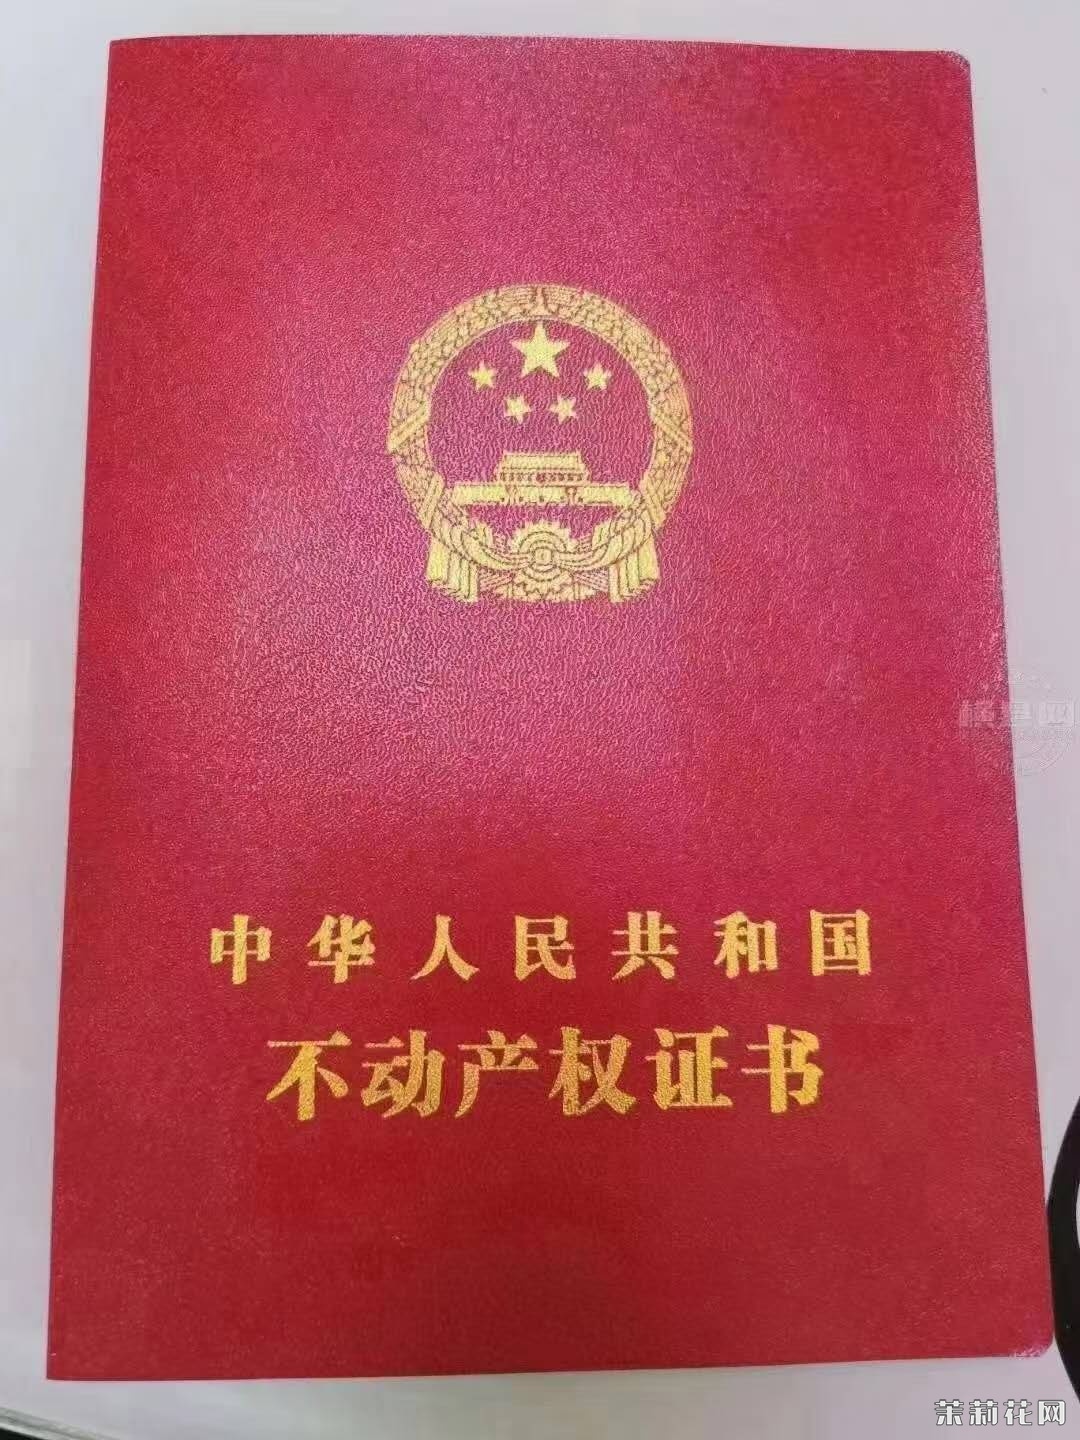 中华人民共和国
不动产权证书
茉莉花网